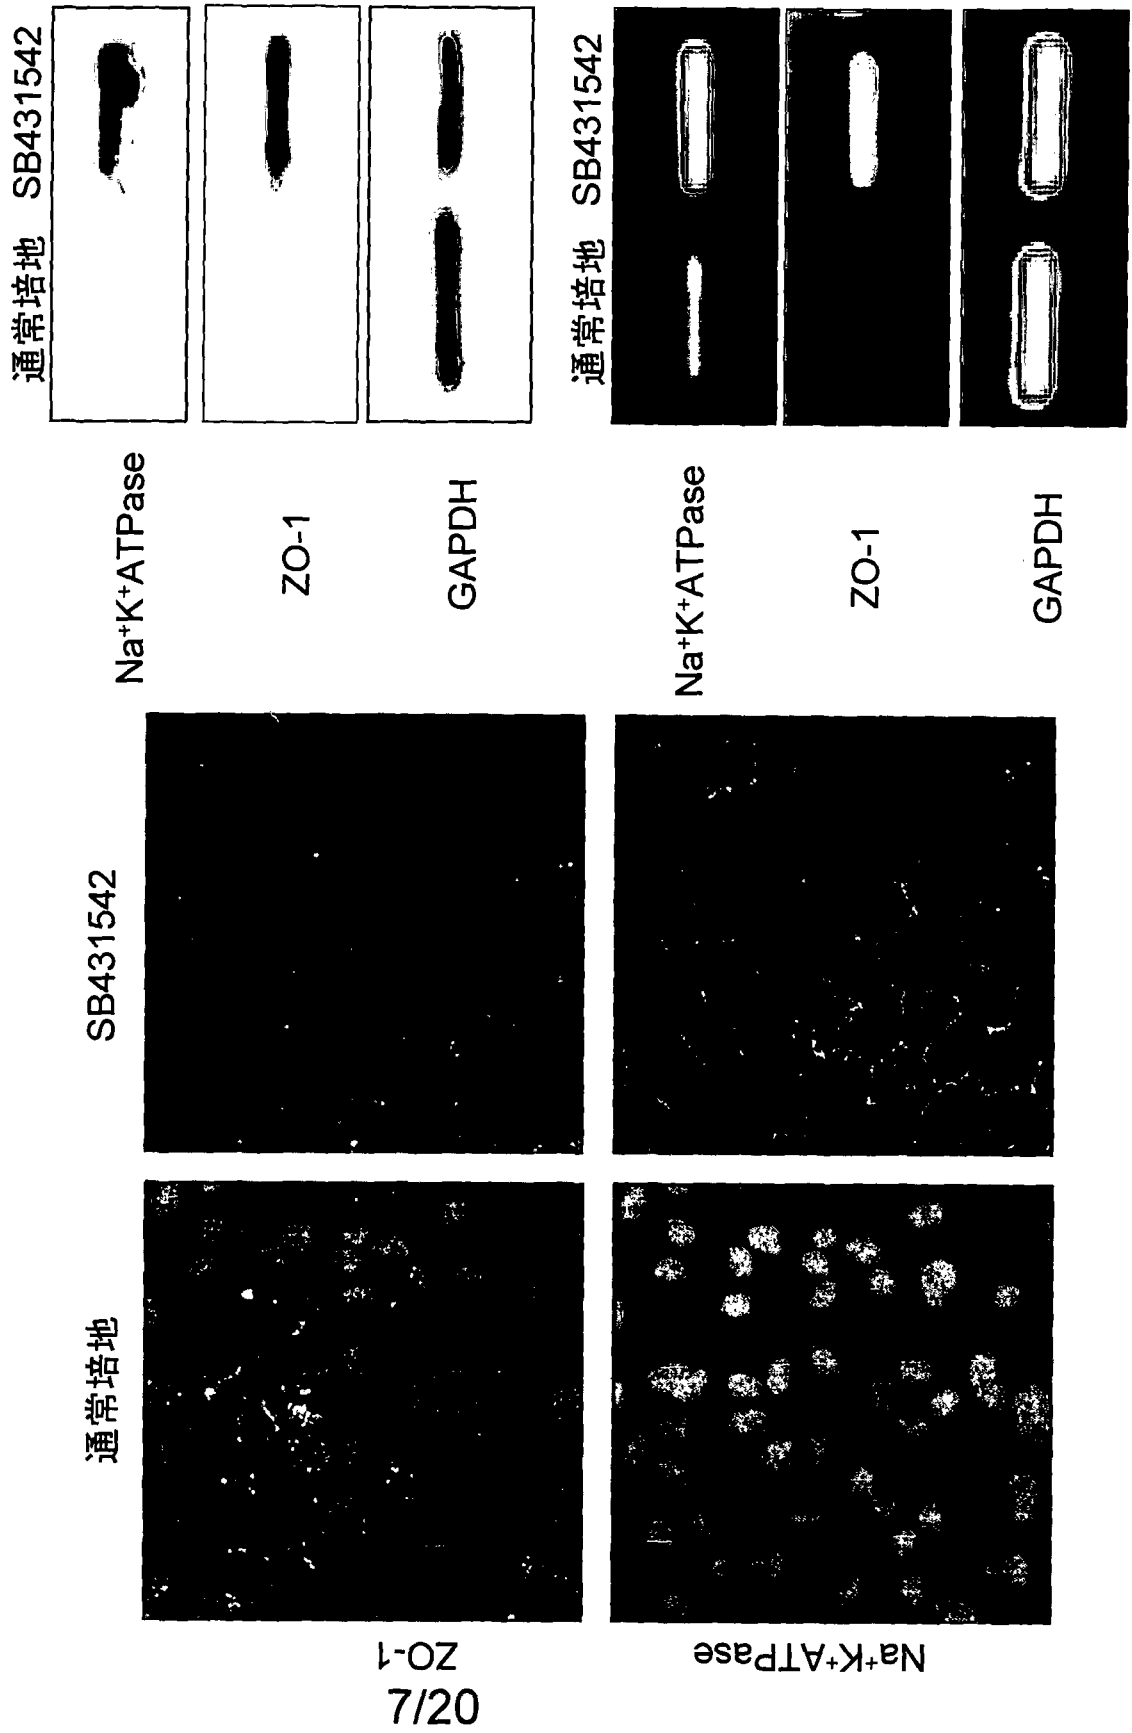 通常培地 SB431542
Na⁺K⁺ATPase
ZO-1
GAPDH
通常培地 SB431542
Na⁺K⁺ATPase
ZO-1
GAPDH
通常培地 SB431542
ZO-1
Na⁺K⁺ATPase
7/20